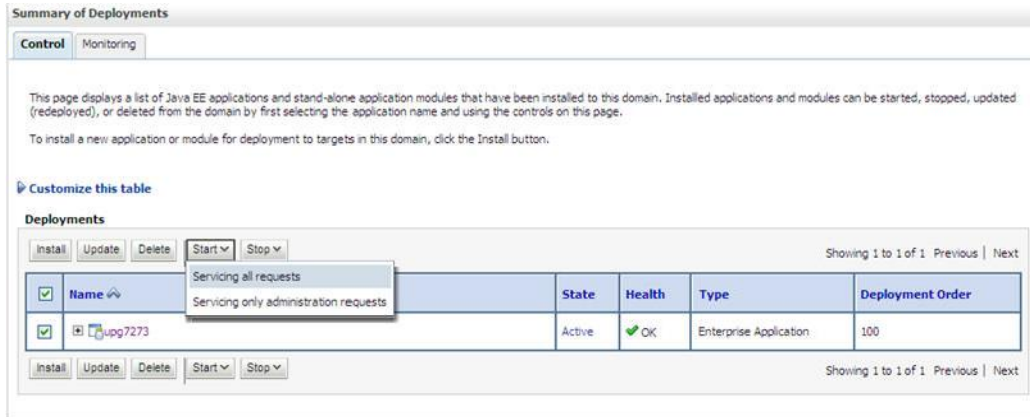 Summary of Deployments
Control Monitoring
This page displays a list of Java EE applications and stand-alone application modules that have been installed to this domain. Installed applications and modules can be started, stopped, updated
(redeployed), or deleted from the domain by first selecting the application name and using the controls on this page.
To install a new application or module for deployment to targets in this domain, click the Install button.
Customize this table
Deployments
Install Update Delete Start Stop Showing 1 to 1 of 1 Previous | Next
Servicing all requests
Servicing only administration requests
Name State Health Type Deployment Order
upg7273 Active OK Enterprise Application 100
Install Update Delete Start Stop Showing 1 to 1 of 1 Previous | Next